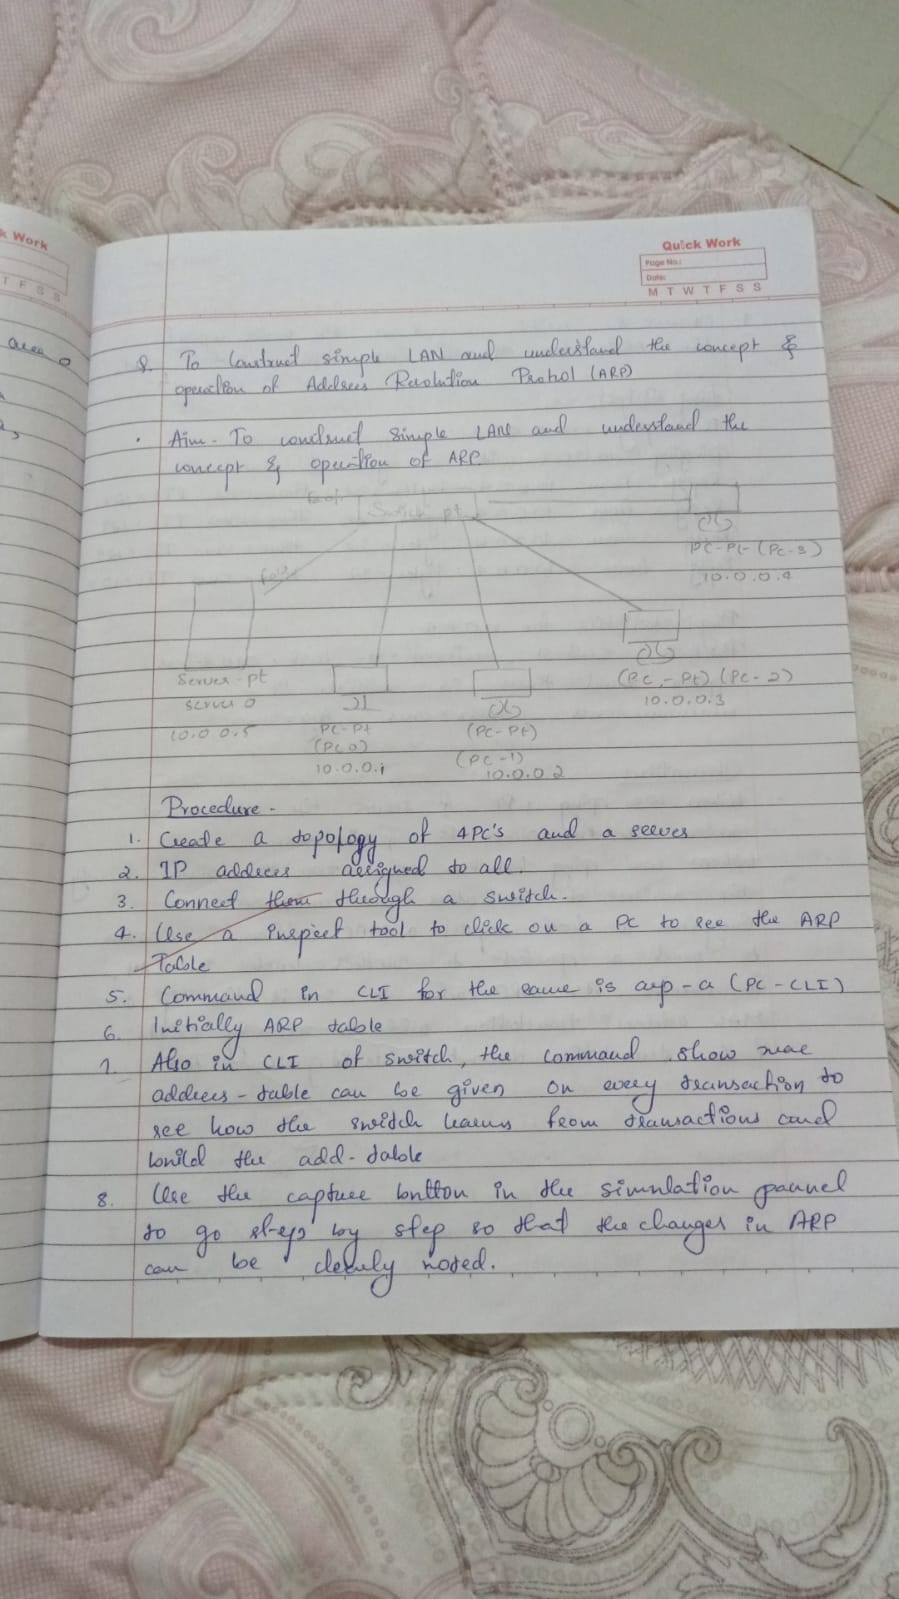 k Work
T F S S
area
Quick Work
Page No.:
Date:
M T W T F S S
Q. To Construct simple LAN and understand the concept &
operation of Address Resolution Protol (ARP)
• Aim - To construct Simple LAN and understand the
concept & operation of ARP
Switch pt
PC-Pt- (PC-3)
10.0.0.4
Server-pt
server 0
10.0.0.5
PC-Pt
(PC 0)
10.0.0.1
(PC-Pt)
(PC-1)
10.0.0.2
(PC-Pt) (PC-2)
10.0.0.3
Procedure -
1. Create a topology of 4 PC's and a server
2. IP address assigned to all.
3. Connect them through a switch.
4. Use a inspect tool to click on a PC to see the ARP
Table
5. Command in CLI for the same is arp-a (PC-CLI)
6. Initially ARP table
7. Also in CLI of switch, the command show mac
address-table can be given on every transaction to
see how the switch learns from transactions and
build the add-table
8. Use the capture button in the simulation pannel
to go step by step so that the changes in ARP
can be clearly noted.